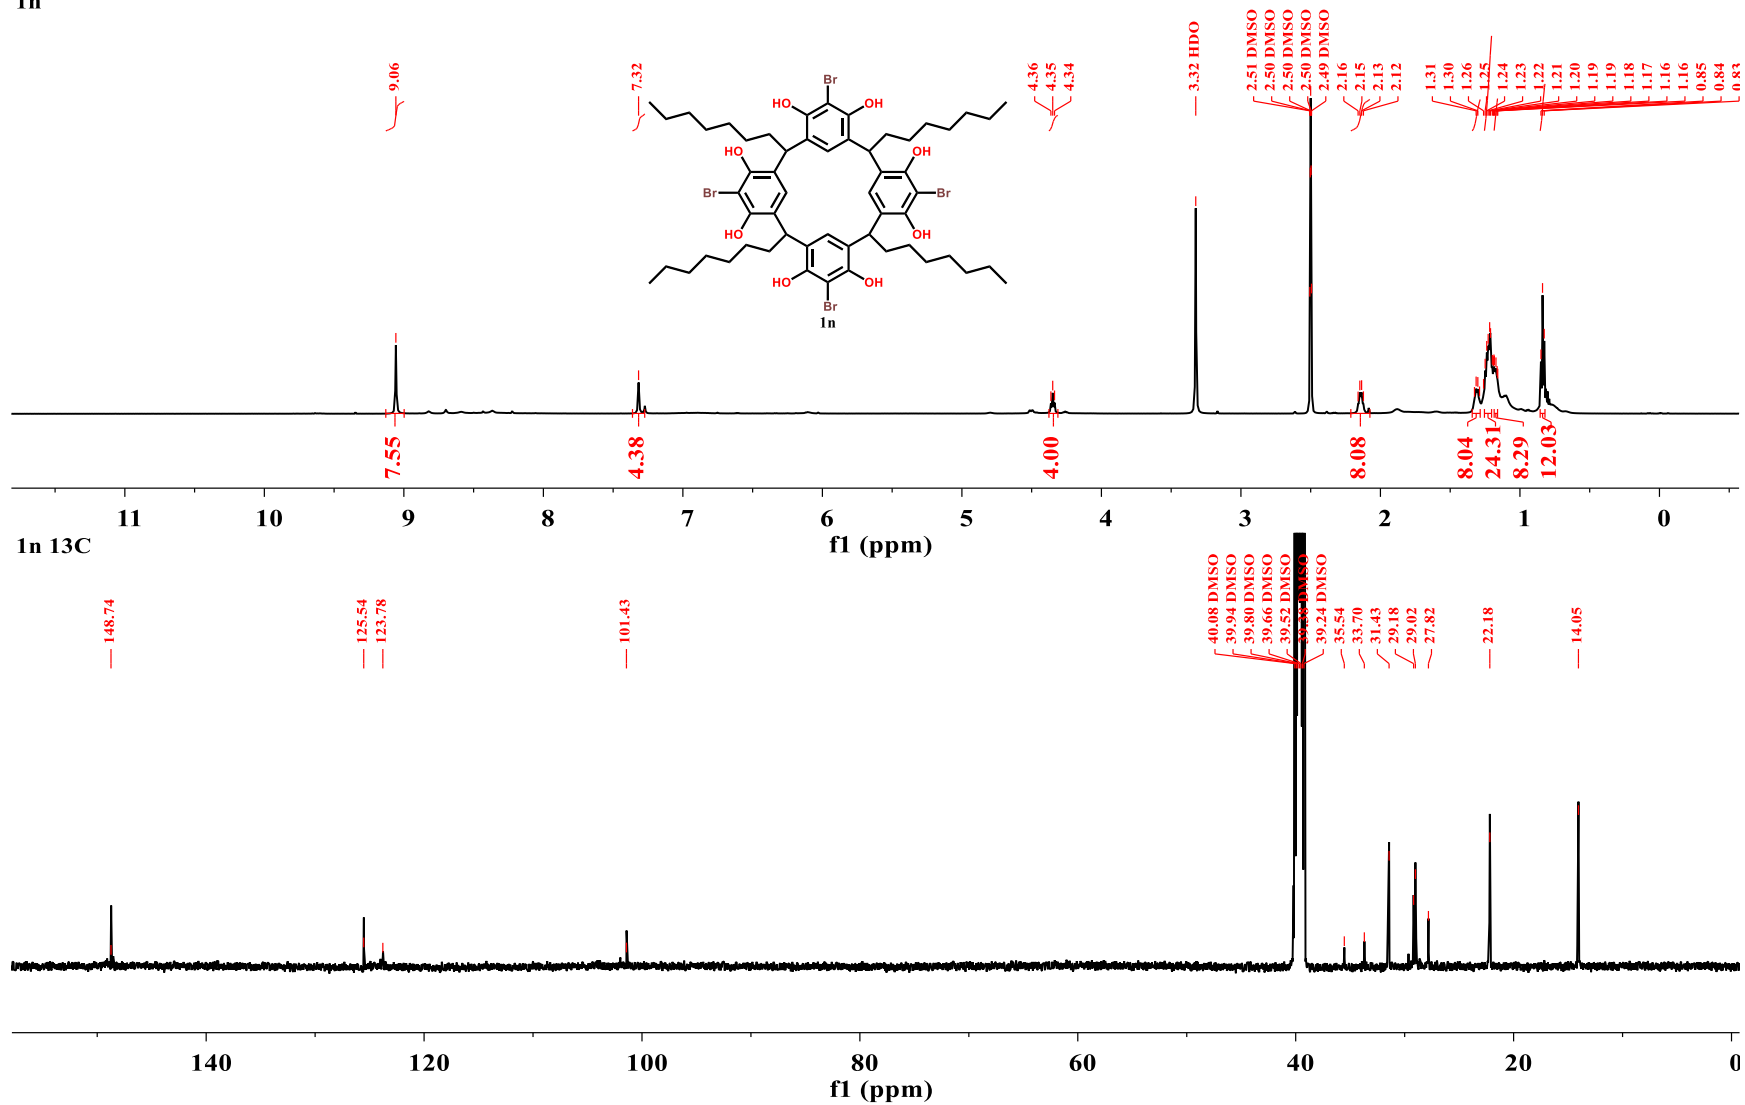 1n
9.06
7.32
4.36
4.35
4.34
3.32 HDO
2.51 DMSO
2.50 DMSO
2.50 DMSO
2.50 DMSO
2.49 DMSO
2.16
2.15
2.13
2.12
1.31
1.30
1.26
1.25
1.24
1.23
1.22
1.21
1.20
1.19
1.19
1.18
1.17
1.16
1.16
0.85
0.84
0.83
Br
HO OH
HO OH
Br Br
HO OH
HO OH
Br
1n
7.55 4.38 4.00 8.08 8.04 24.31 8.29 12.03
11 10 9 8 7 6 5 4 3 2 1 0
f1 (ppm)
1n 13C
148.74
125.54
123.78
101.43
40.08 DMSO
39.94 DMSO
39.80 DMSO
39.66 DMSO
39.52 DMSO
39.38 DMSO
39.24 DMSO
35.54
33.70
31.43
29.18
29.02
27.82
22.18
14.05
140 120 100 80 60 40 20 0
f1 (ppm)